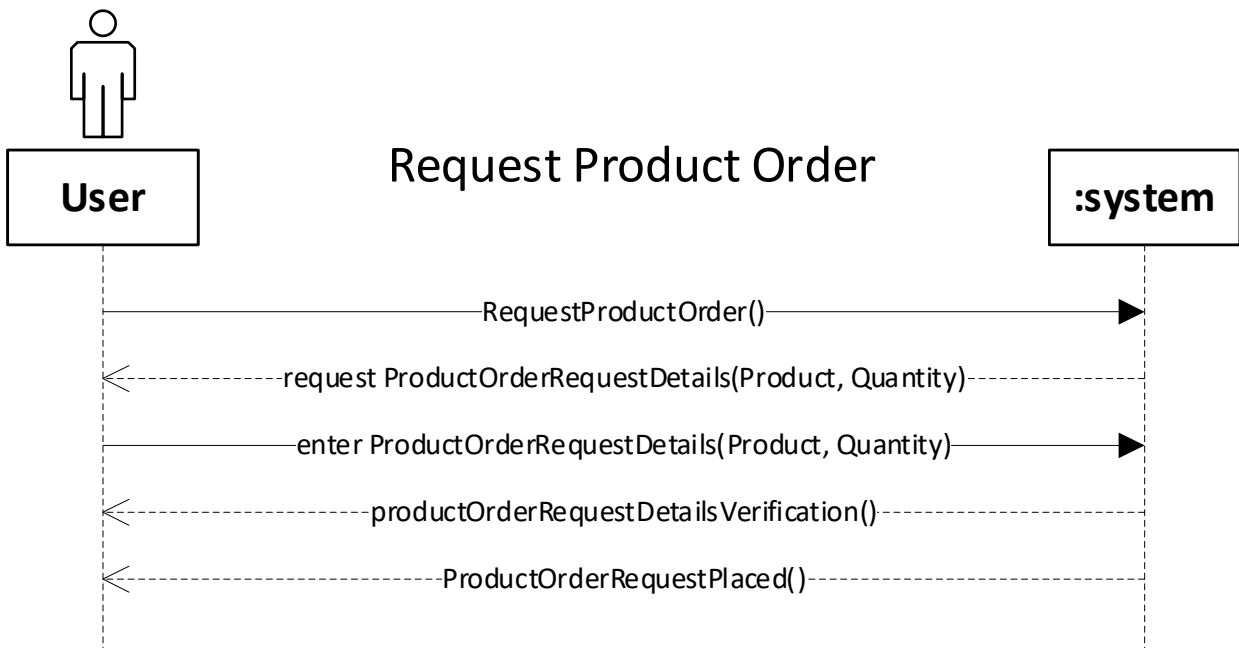 Request Product Order
User
:system
RequestProductOrder()
request ProductOrderRequestDetails(Product, Quantity)
enter ProductOrderRequestDetails(Product, Quantity)
productOrderRequestDetailsVerification()
ProductOrderRequestPlaced()